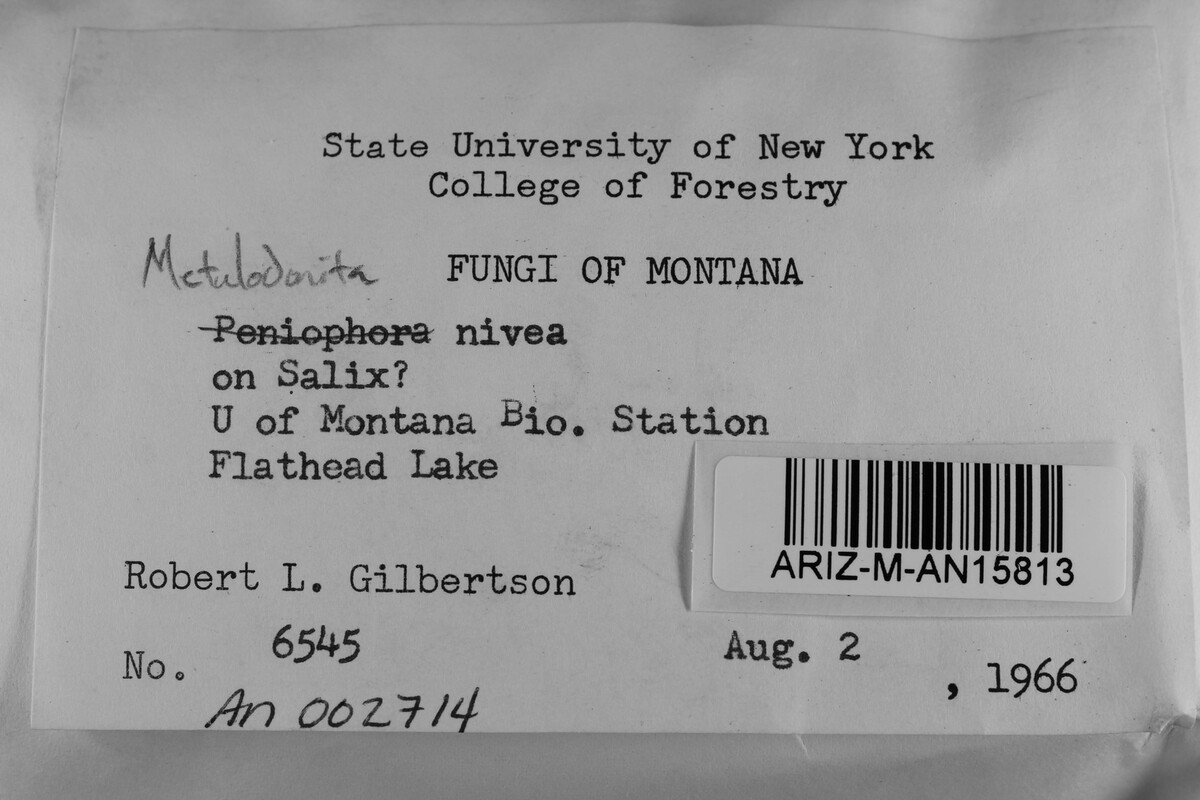 State University of New York
College of Forestry
Metulodonita FUNGI OF MONTANA
Peniophora nivea
on Salix?
U of Montana Bio. Station
Flathead Lake
ARIZ-M-AN15813
Robert L. Gilbertson
No. 6545
Aug. 2, 1966
An 002714